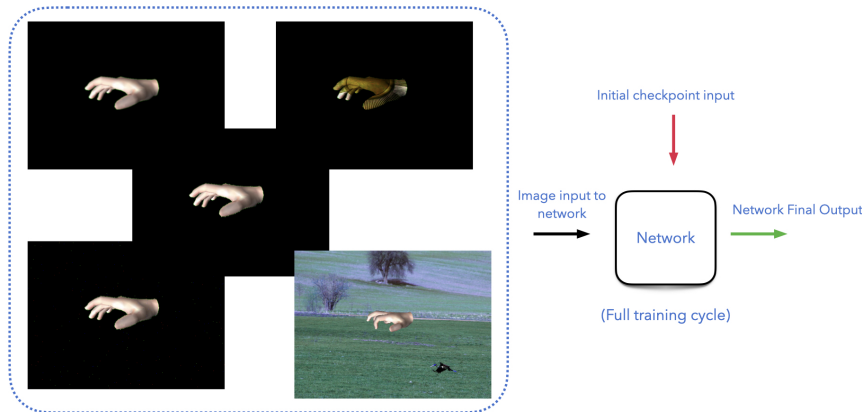 Initial checkpoint input
Image input to
network
Network Final Output
Network
(Full training cycle)